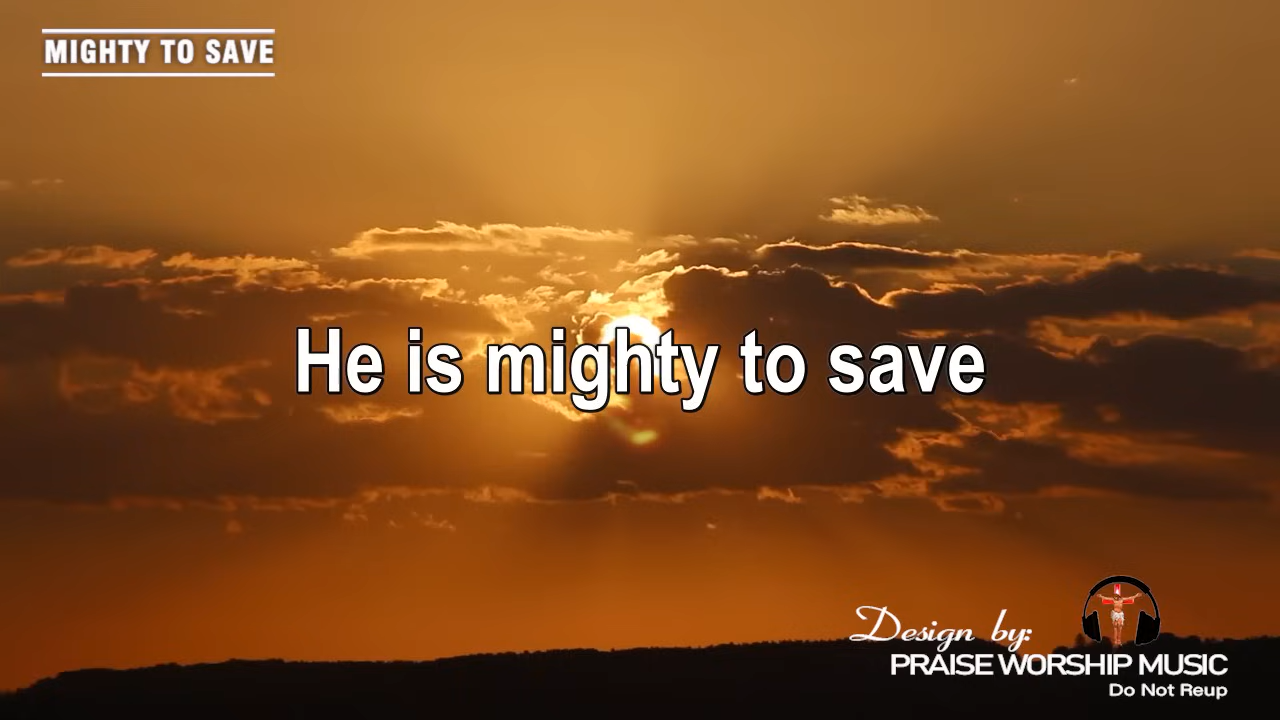 MIGHTY TO SAVE
He is mighty to save
Design by:
PRAISE WORSHIP MUSIC
Do Not Reup